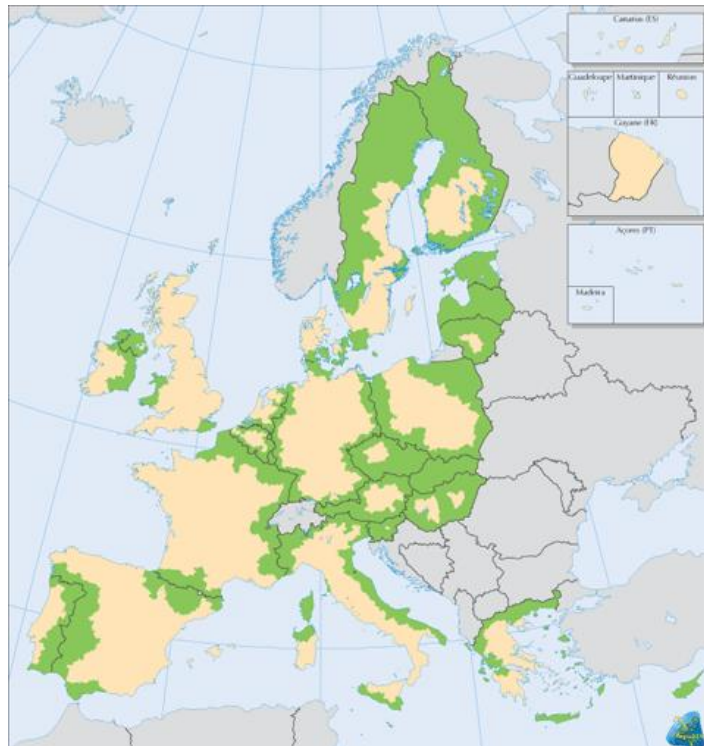 Canarias (ES)
Guadeloupe
Martinique
Réunion
Guyane (FR)
Açores (PT)
Madeira